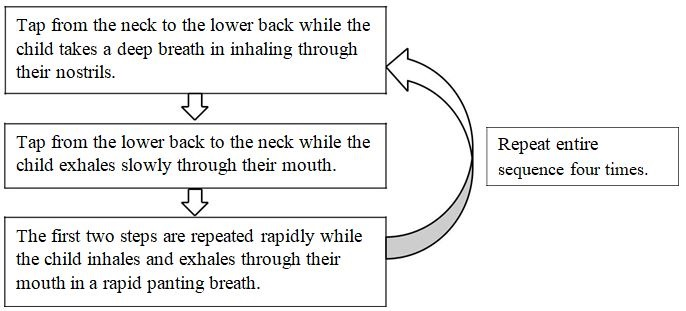 Tap from the neck to the lower back while the
child takes a deep breath in inhaling through
their nostrils.
Tap from the lower back to the neck while the
child exhales slowly through their mouth.
Repeat entire
sequence four times.
The first two steps are repeated rapidly while
the child inhales and exhales through their
mouth in a rapid panting breath.